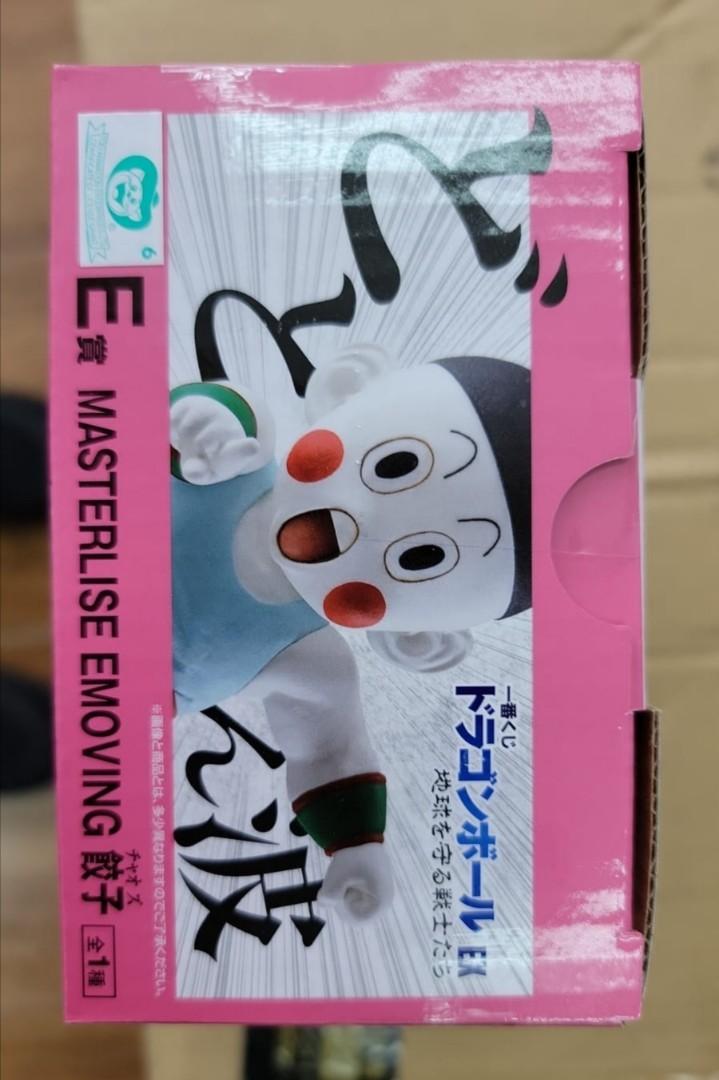 どどん波
一番くじ
ドラゴンボール EX
地球を守る戦士たち
※画像と商品とは、多少異なりますのでご了承ください。
6
E賞 MASTERLISE EMOVING 餃子
チャオズ
全1種